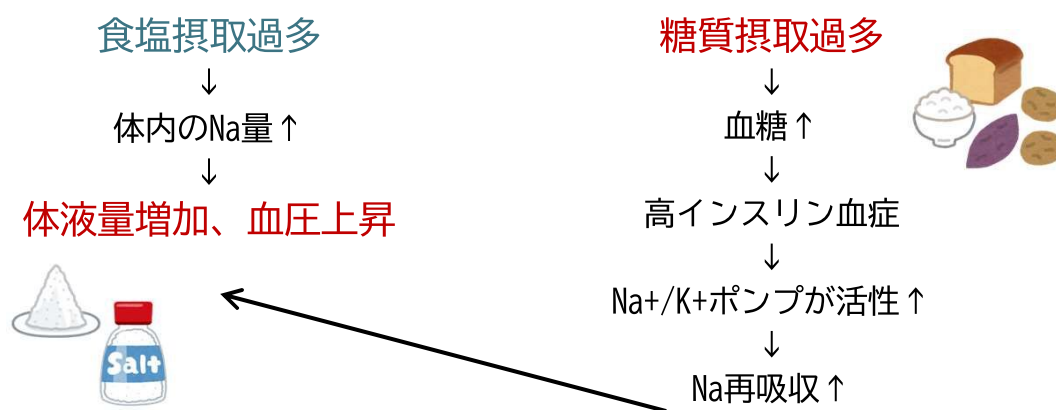 食塩摂取過多
↓
体内のNa量↑
↓
体液量増加、血圧上昇
Salt
糖質摂取過多
↓
血糖↑
↓
高インスリン血症
↓
Na+/K+ポンプが活性↑
↓
Na再吸収↑